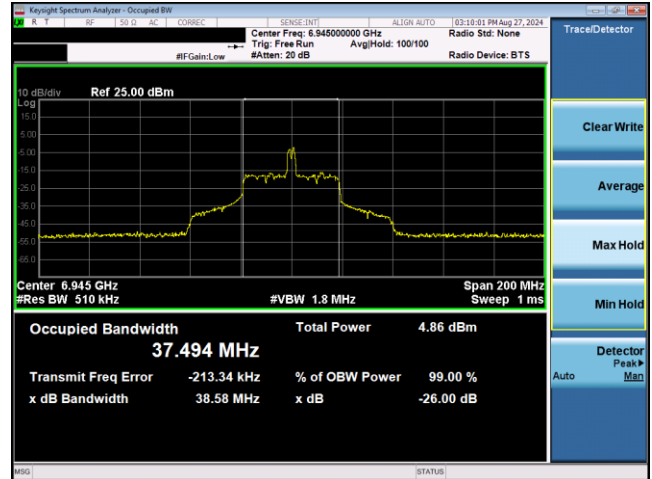 Keysight Spectrum Analyzer - Occupied BW
R T RF 50 Ω AC CORREC SENSE:INT ALIGN AUTO 03:10:01 PM Aug 27, 2024
Center Freq: 6.945000000 GHz Radio Std: None
Trig: Free Run Avg|Hold: 100/100
#IFGain:Low #Atten: 20 dB Radio Device: BTS
Trace/Detector
10 dB/div Ref 25.00 dBm
Log
15.0
5.00
-5.00
-15.0
-25.0
-35.0
-45.0
-55.0
-65.0
Center 6.945 GHz Span 200 MHz
#Res BW 510 kHz #VBW 1.8 MHz Sweep 1 ms
Occupied Bandwidth Total Power 4.86 dBm
37.494 MHz
Transmit Freq Error -213.34 kHz % of OBW Power 99.00 %
x dB Bandwidth 38.58 MHz x dB -26.00 dB
Clear Write
Average
Max Hold
Min Hold
Detector
Peak▶
Auto Man
MSG STATUS